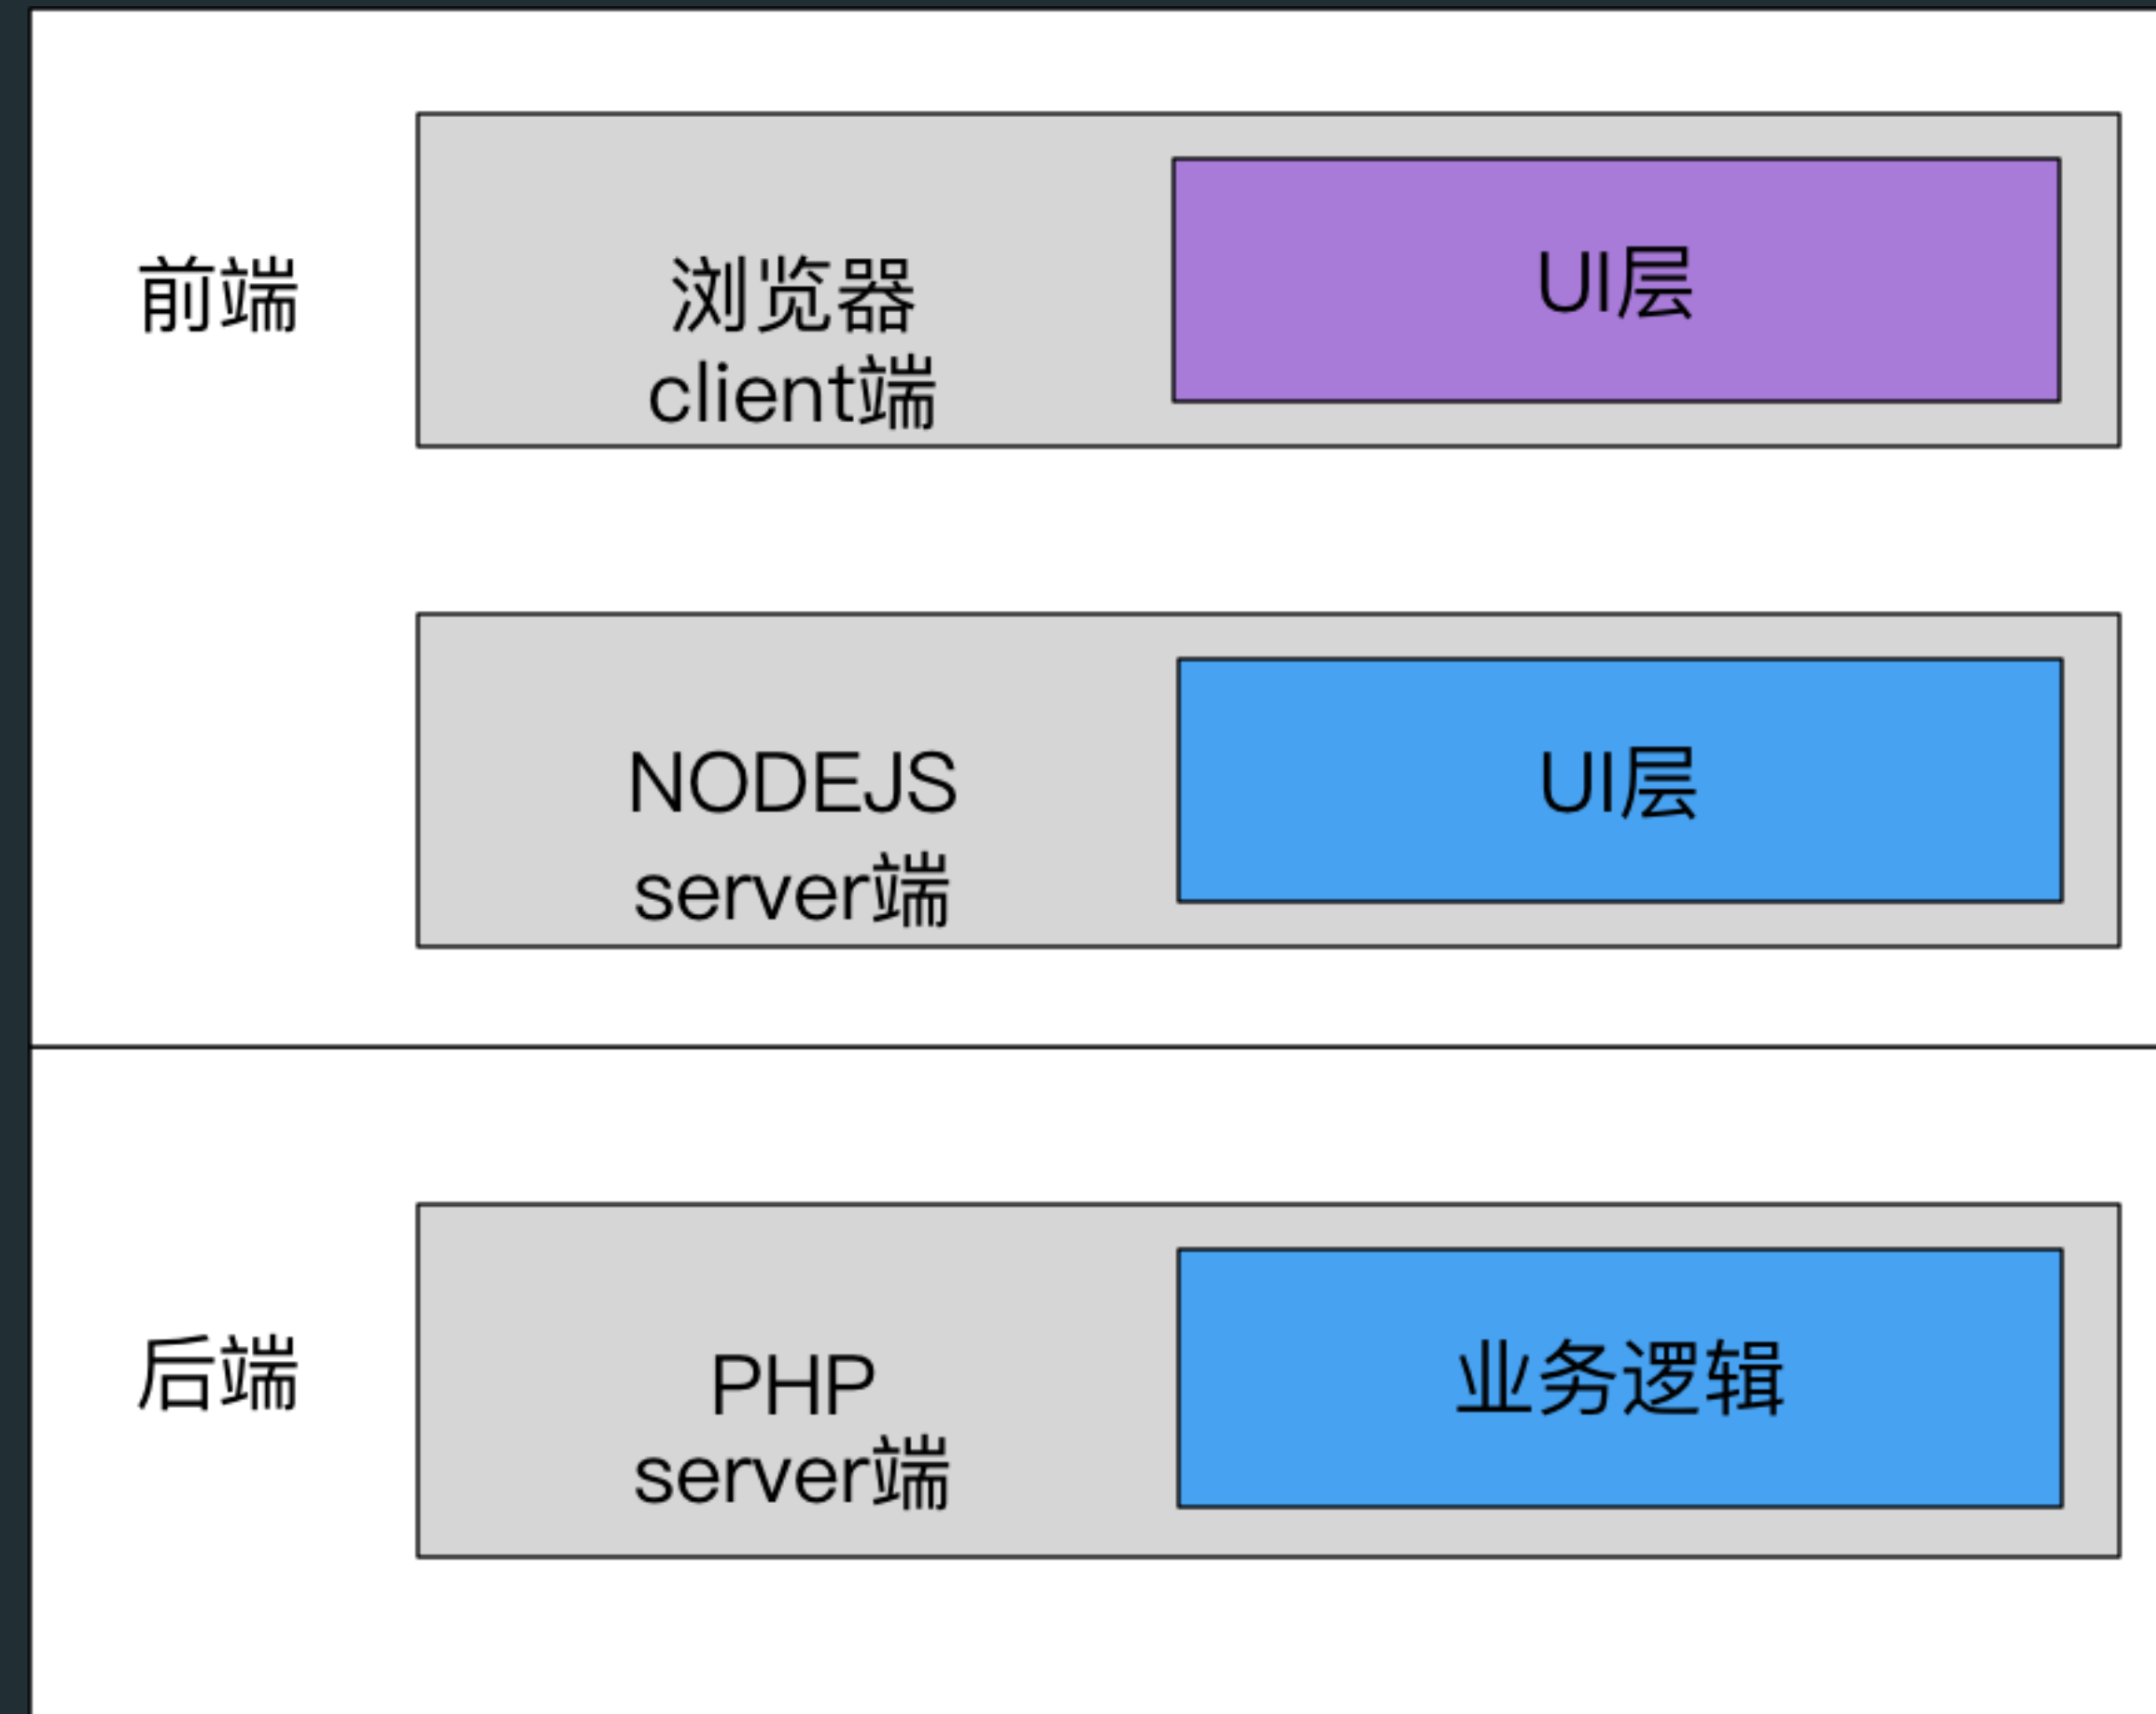 前端
浏览器
client端
UI层
NODEJS
server端
UI层
后端
PHP
server端
业务逻辑